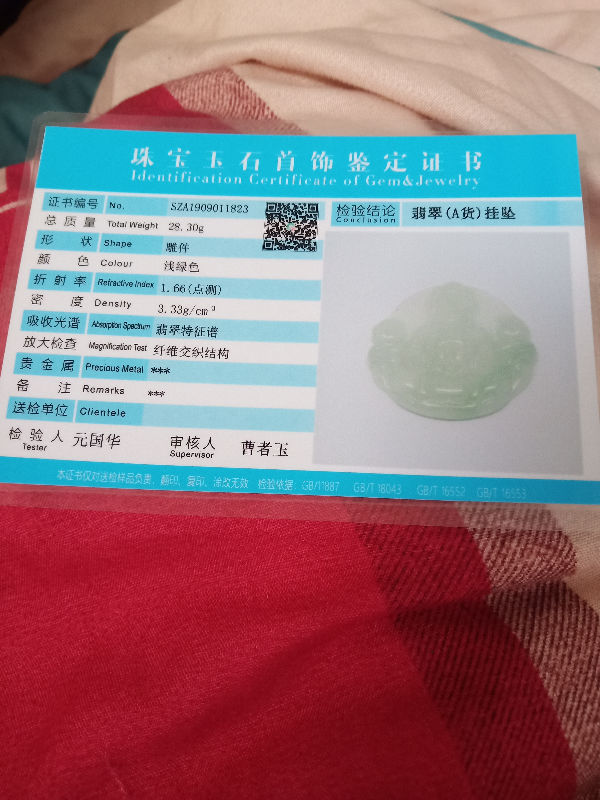 珠宝玉石首饰鉴定证书
Identification Certificate of Gem&Jewelry
证书编号 No. SZA1909011823
总质量 Total Weight 28.30g
形状 Shape 雕件
颜色 Colour 浅绿色
折射率 Refractive Index 1.66(点测)
密度 Density 3.33g/cm³
吸收光谱 Absorption Spectrum 翡翠特征谱
放大检查 Magnification Test 纤维交织结构
贵金属 Precious Metal ***
备注 Remarks ***
送检单位 Clientele
检验人 Tester 元国华 审核人 Supervisor 曹者玉
检验结论 Conclasion 翡翠(A货)挂坠
本证书仅对送检样品负责，翻印、复印、涂改无效 检验依据：GB/11887 GB/T 18043 GB/T 16552 GB/T 16553